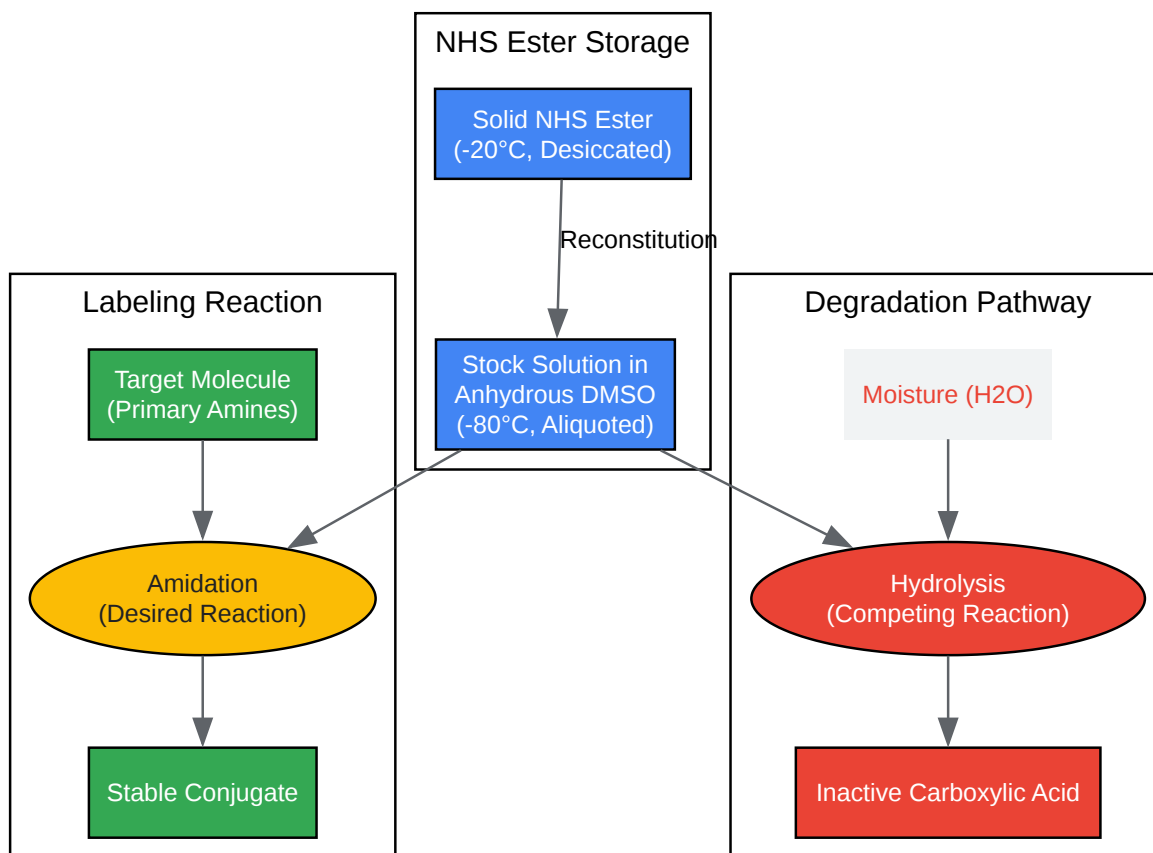 NHS Ester Storage
Solid NHS Ester
(-20°C, Desiccated)
Reconstitution
Stock Solution in
Anhydrous DMSO
(-80°C, Aliquoted)
Labeling Reaction
Target Molecule
(Primary Amines)
Amidation
(Desired Reaction)
Stable Conjugate
Degradation Pathway
Moisture (H2O)
Hydrolysis
(Competing Reaction)
Inactive Carboxylic Acid